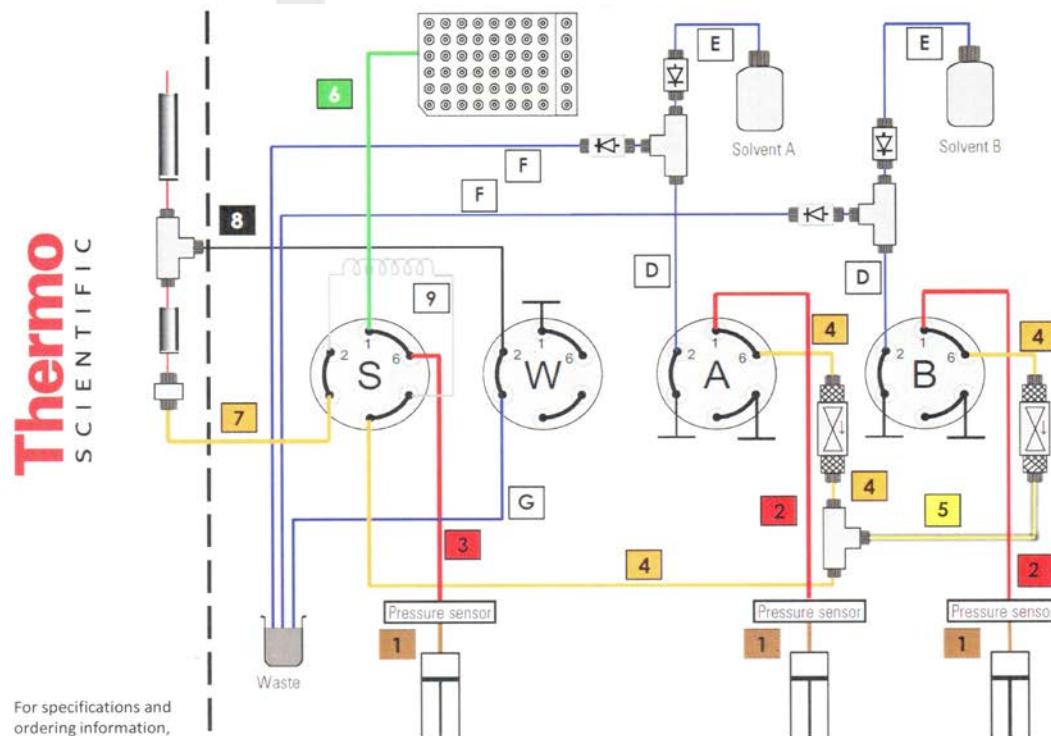 E
E
6
Solvent A
Solvent B
F
F
8
D
D
Thermo
SCIENTIFIC
9
4
4
1
2
6
S
1
2
6
W
1
2
6
A
1
2
6
B
7
4
G
2
5
3
4
2
Pressure sensor
Pressure sensor
Pressure sensor
1
1
1
Waste
For specifications and
ordering information,